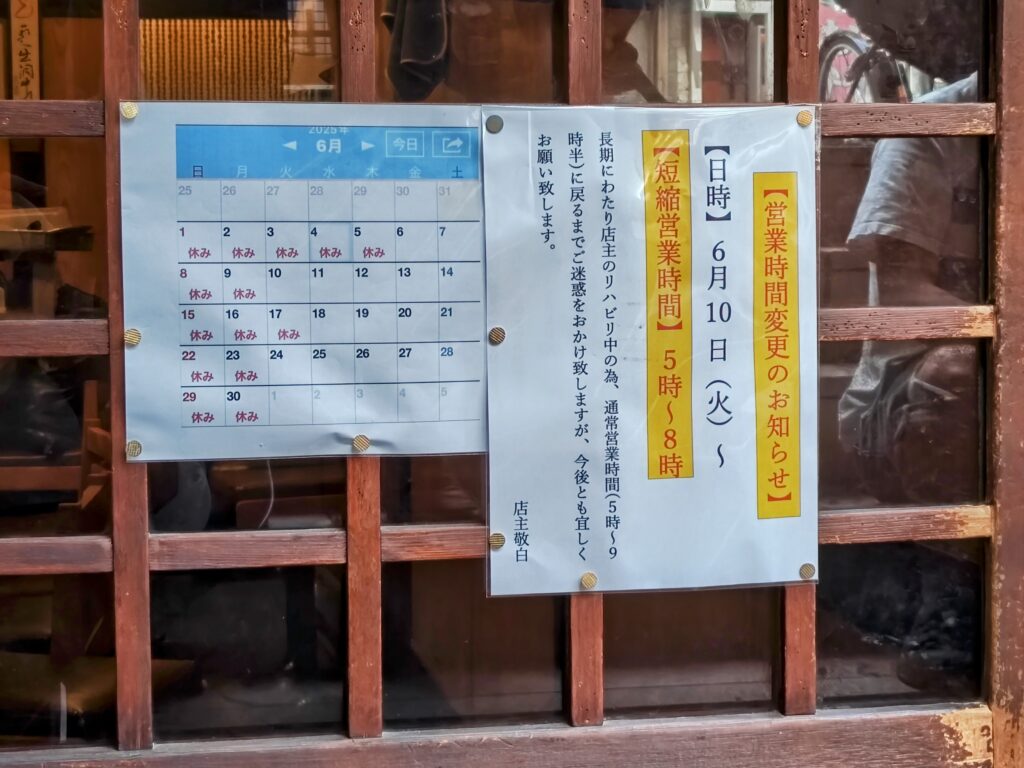 2025年
◀ 6月 ▶ 今日
日 月 火 水 木 金 土
25 26 27 28 29 30 31
1 2 3 4 5 6 7
休み 休み 休み 休み 休み
8 9 10 11 12 13 14
休み 休み
15 16 17 18 19 20 21
休み 休み 休み
22 23 24 25 26 27 28
休み 休み
29 30 1 2 3 4 5
休み 休み
【営業時間変更のお知らせ】
【日時】 6月10日(火)~
【短縮営業時間】 5時~8時
長期にわたり店主のリハビリ中の為、通常営業時間(5時~9
時半)に戻るまでご迷惑をおかけ致しますが、今後とも宜しく
お願い致します。
店主敬白